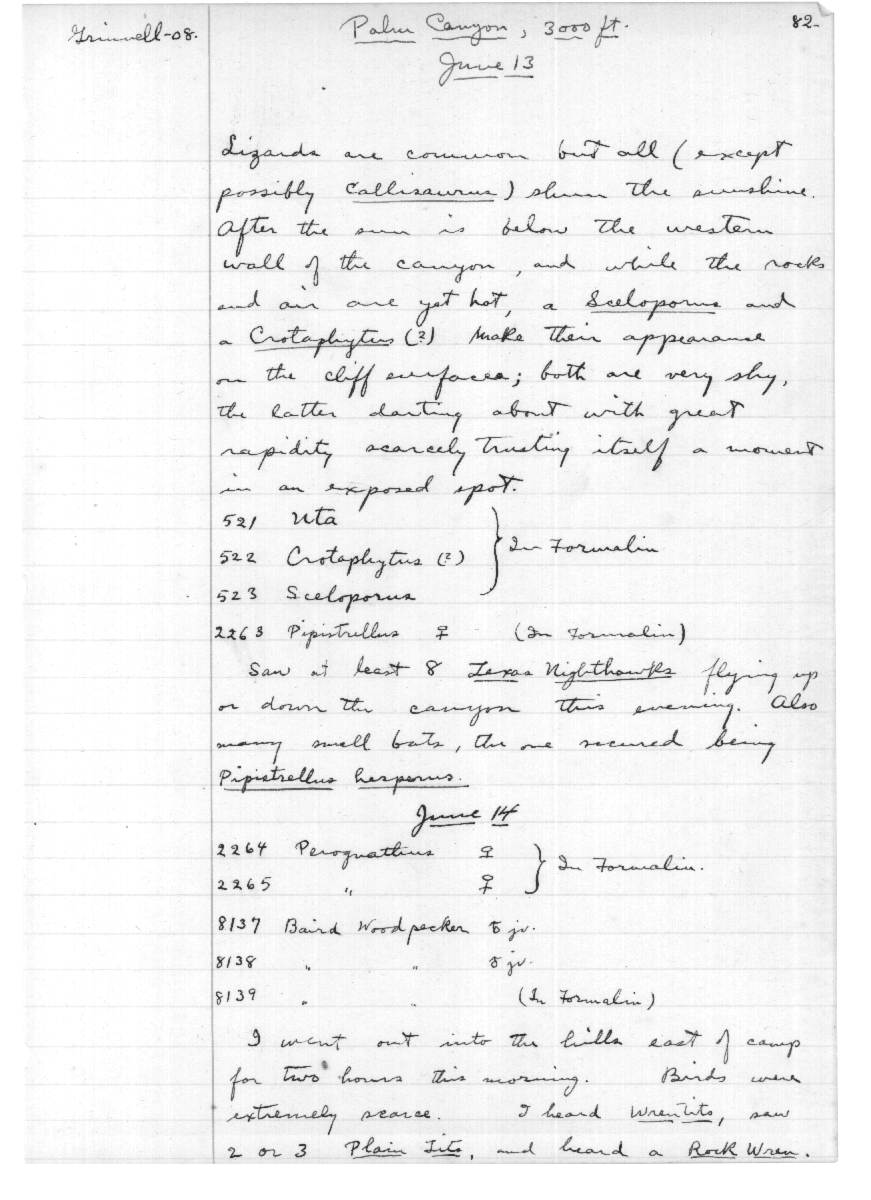 Grinnell-08.
Palm Canyon, 3000 ft.
82-
June 13
Lizards are common but all (except
possibly Callisaurus) shun the sunshine.
After the sun is below the western
wall of the canyon, and while the rocks
and air are yet hot, a Sceloporus and
a Crotaphytus (?) make their appearance
on the cliff surfaces; both are very shy,
the latter darting about with great
rapidity scarcely trusting itself a moment
in an exposed spot.
521 Uta
522 Crotaphytus (?) } In Formalin
523 Sceloporus
2263 Pipistrellus ♀ (In Formalin)
Saw at least 8 Texas Nighthawks flying up
or down the canyon this evening. Also
many small bats, the one secured being
Pipistrellus hesperus.
June 14
2264 Perognathus ♀ } In Formalin.
2265 " ♀
8137 Baird Woodpecker ♂ jv.
8138 " " ♂ jv.
8139 " " (In Formalin)
I went out into the hills east of camp
for two hours this morning. Birds were
extremely scarce. I heard Wrentits, saw
2 or 3 Plain Tits, and heard a Rock Wren.